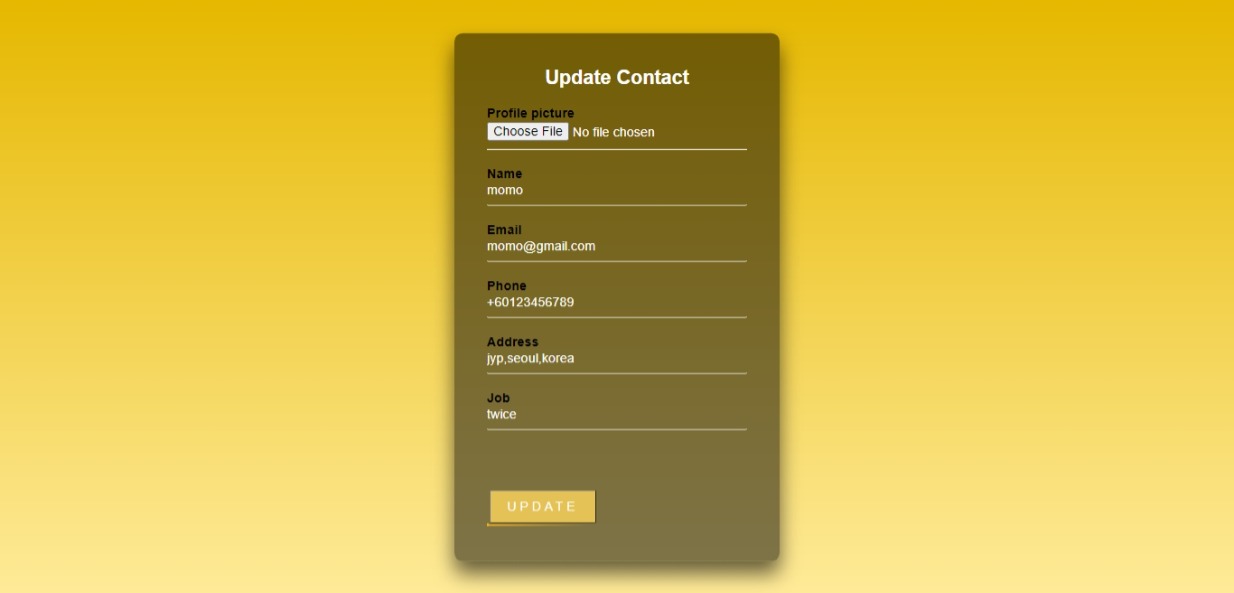 Update Contact
Profile picture
Choose File No file chosen
Name
momo
Email
momo@gmail.com
Phone
+60123456789
Address
jyp,seoul,korea
Job
twice
UPDATE